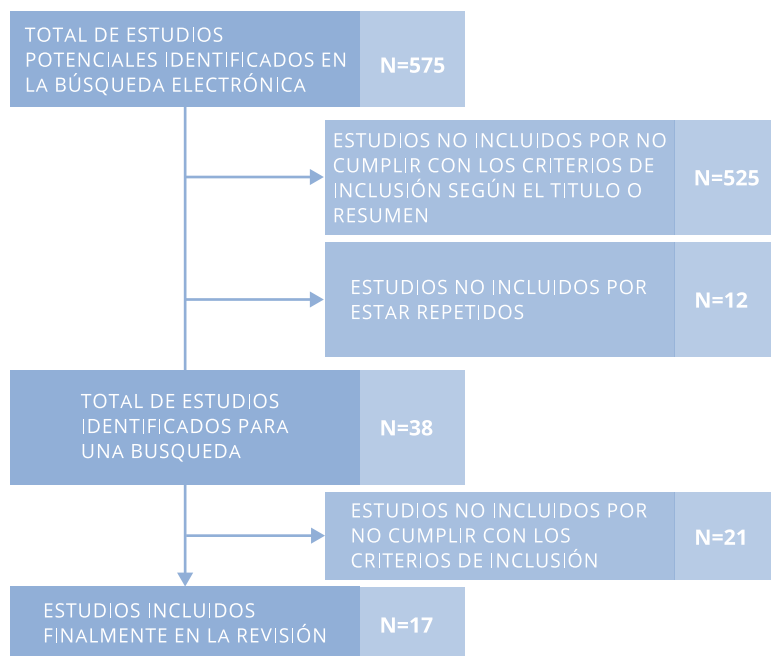 TOTAL DE ESTUDIOS
POTENCIALES IDENTIFICADOS EN
LA BÚSQUEDA ELECTRÓNICA
N=575
ESTUDIOS NO INCLUIDOS POR NO
CUMPLIR CON LOS CRITERIOS DE
INCLUSIÓN SEGÚN EL TITULO O
RESUMEN
N=525
ESTUDIOS NO INCLUIDOS POR
ESTAR REPETIDOS
N=12
TOTAL DE ESTUDIOS
IDENTIFICADOS PARA
UNA BUSQUEDA
N=38
ESTUDIOS NO INCLUIDOS POR
NO CUMPLIR CON LOS
CRITERIOS DE INCLUSIÓN
N=21
ESTUDIOS INCLUIDOS
FINALMENTE EN LA REVISIÓN
N=17